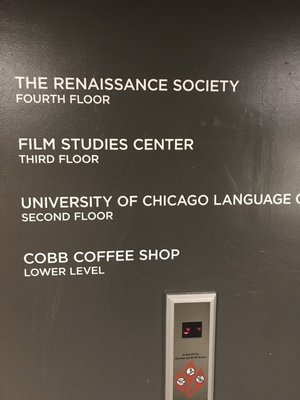 THE RENAISSANCE SOCIETY
FOURTH FLOOR
FILM STUDIES CENTER
THIRD FLOOR
UNIVERSITY OF CHICAGO LANGUAGE
SECOND FLOOR
COBB COFFEE SHOP
LOWER LEVEL